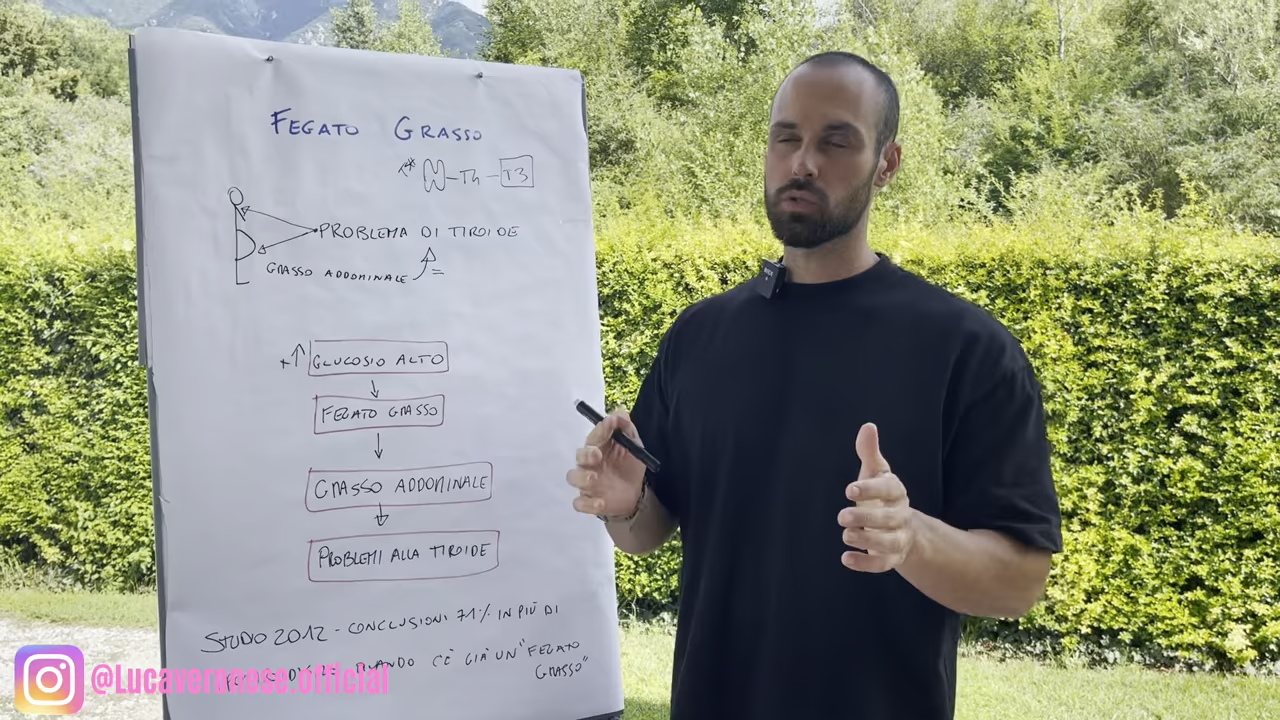 FEGATO GRASSO
T4 - T3
PROBLEMA DI TIROIDE
GRASSO ADDOMINALE =
+↑ GLUCOSIO ALTO
FEGATO GRASSO
GRASSO ADDOMINALE
PROBLEMI ALLA TIROIDE
STUDIO 2012 - CONCLUSIONI 71% IN PIÙ DI
QUANDO C'È GIÀ UN "FEGATO
GRASSO"
@Lucaveronese.official